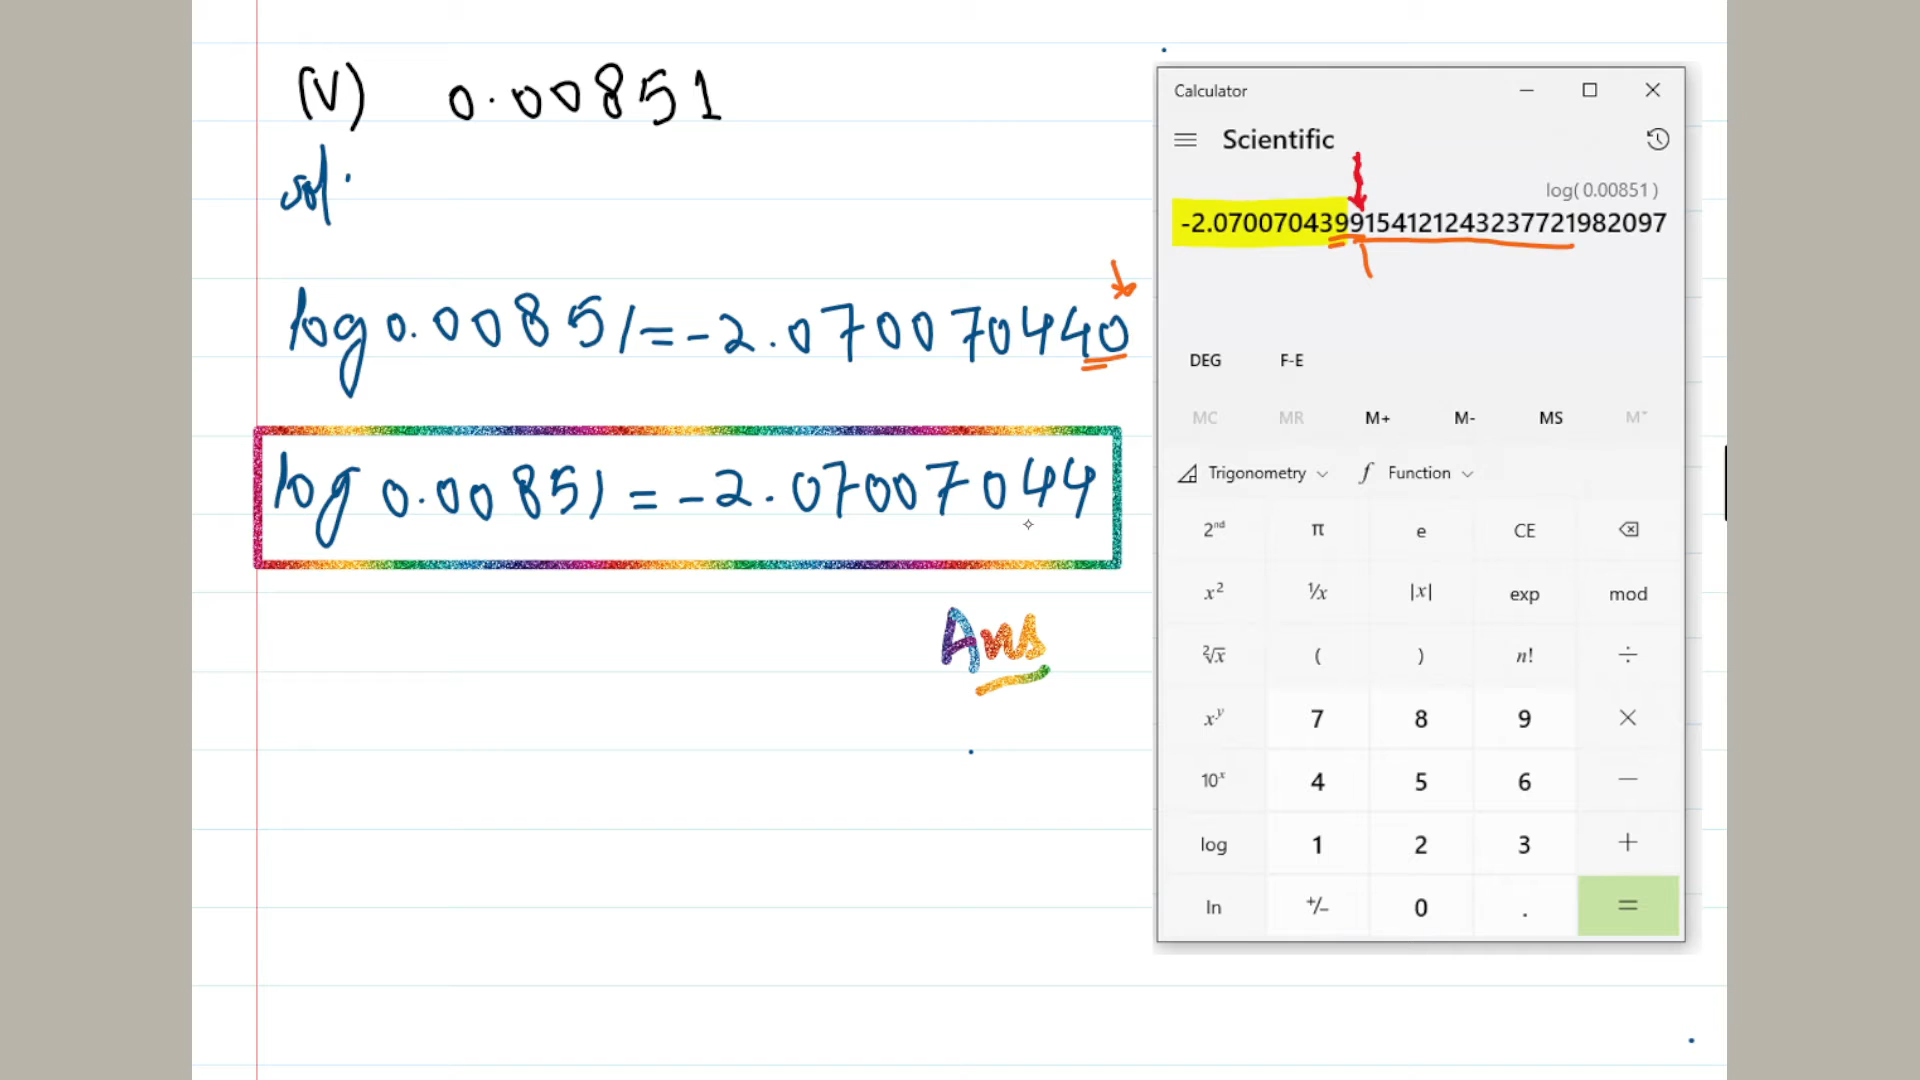 (V) 0.00851
sol.
log 0.00851 = -2.070070440
log 0.00851 = -2.07007044
Ans
Calculator
Scientific
log( 0.00851 )
-2.0700704399154121243237721982097
DEG F-E
MC MR M+ M- MS M˅
Trigonometry f Function
2nd π e CE
x² ¹/x |x| exp mod
²√x ( ) n! ÷
xʸ 7 8 9 ×
10ˣ 4 5 6 −
log 1 2 3 +
ln +/− 0 . =